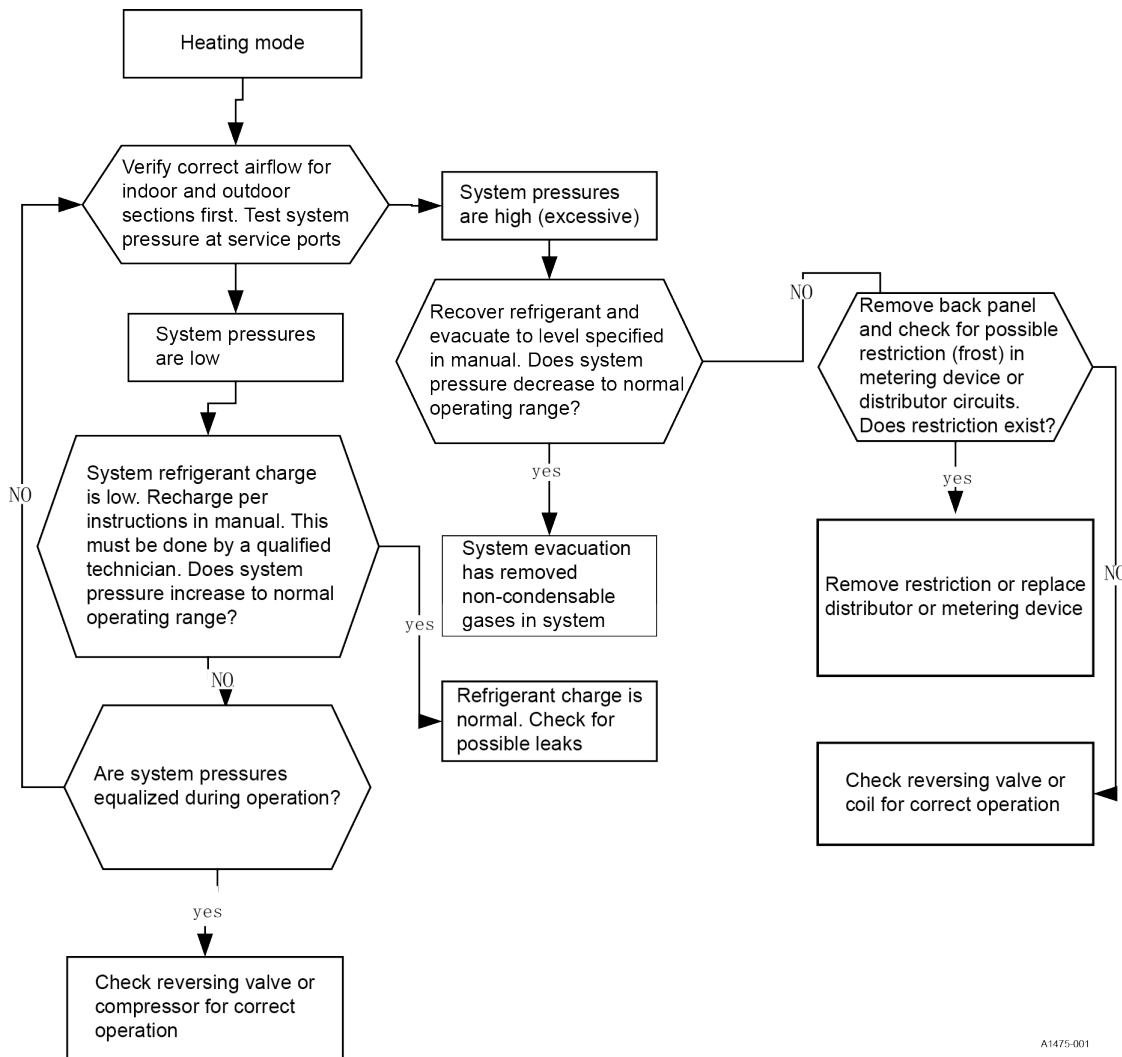 Heating mode
Verify correct airflow for
indoor and outdoor
sections first. Test system
pressure at service ports
System pressures
are high (excessive)
System pressures
are low
Recover refrigerant and
evacuate to level specified
in manual. Does system
pressure decrease to normal
operating range?
NO
Remove back panel
and check for possible
restriction (frost) in
metering device or
distributor circuits.
Does restriction exist?
System refrigerant charge
is low. Recharge per
instructions in manual. This
must be done by a qualified
technician. Does system
pressure increase to normal
operating range?
NO
yes
yes
NO
System evacuation
has removed
non-condensable
gases in system
Remove restriction or replace
distributor or metering device
yes
NO
Refrigerant charge is
normal. Check for
possible leaks
Are system pressures
equalized during operation?
Check reversing valve or
coil for correct operation
yes
Check reversing valve or
compressor for correct
operation
A1475-001